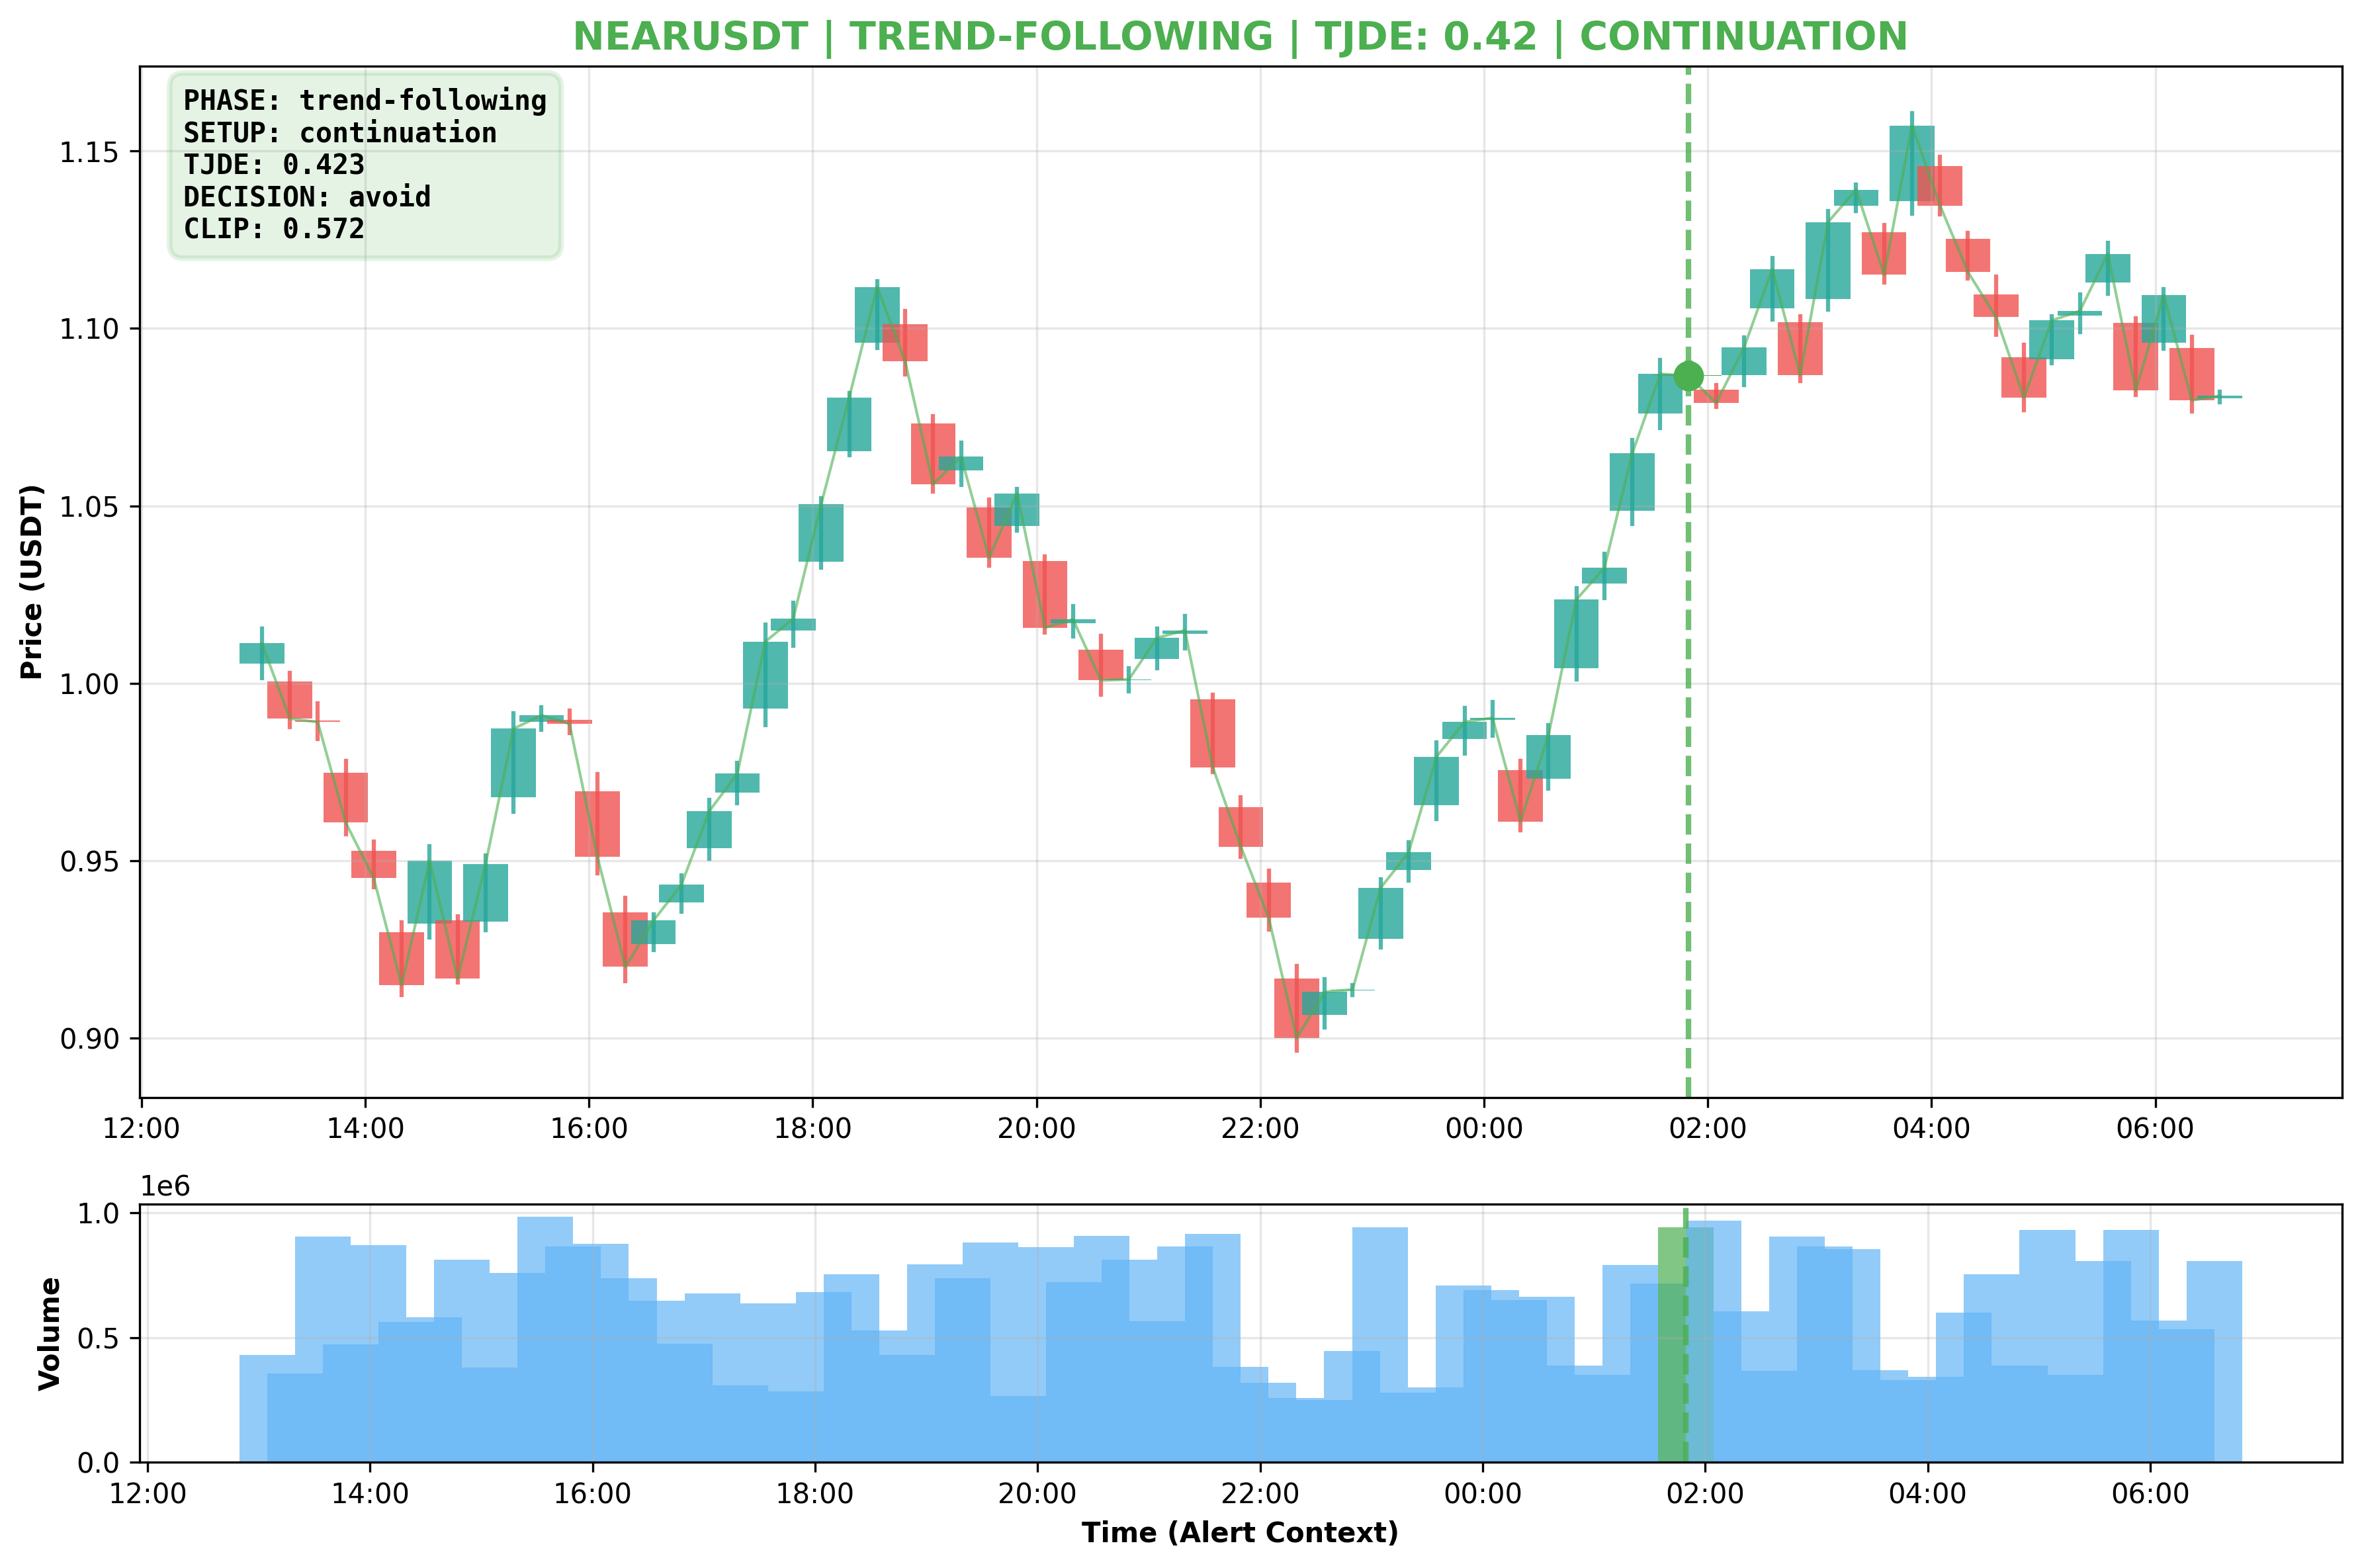 NEARUSDT | TREND-FOLLOWING | TJDE: 0.42 | CONTINUATION
PHASE: trend-following
SETUP: continuation
TJDE: 0.423
DECISION: avoid
CLIP: 0.572
Price (USDT)
1.15
1.10
1.05
1.00
0.95
0.90
12:00 14:00 16:00 18:00 20:00 22:00 00:00 02:00 04:00 06:00
1e6
Volume
1.0
0.5
0.0
12:00 14:00 16:00 18:00 20:00 22:00 00:00 02:00 04:00 06:00
Time (Alert Context)